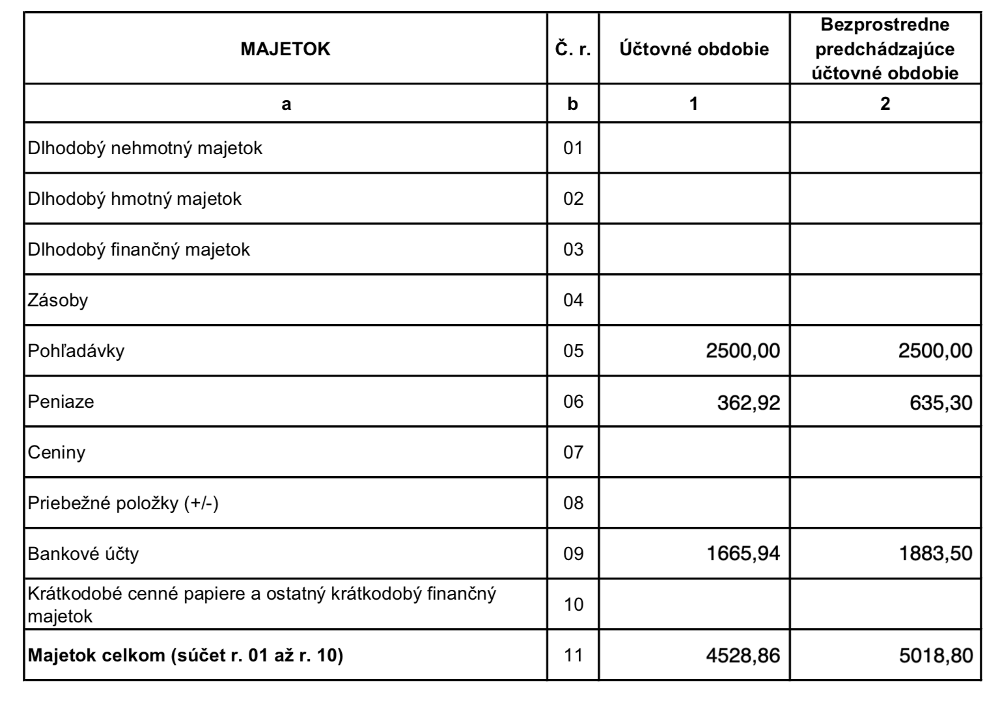 MAJETOK Č. r. Účtovné obdobie Bezprostredne
predchádzajúce
účtovné obdobie
a b 1 2
Dlhodobý nehmotný majetok 01
Dlhodobý hmotný majetok 02
Dlhodobý finančný majetok 03
Zásoby 04
Pohľadávky 05 2500,00 2500,00
Peniaze 06 362,92 635,30
Ceniny 07
Priebežné položky (+/-) 08
Bankové účty 09 1665,94 1883,50
Krátkodobé cenné papiere a ostatný krátkodobý finančný
majetok 10
Majetok celkom (súčet r. 01 až r. 10) 11 4528,86 5018,80